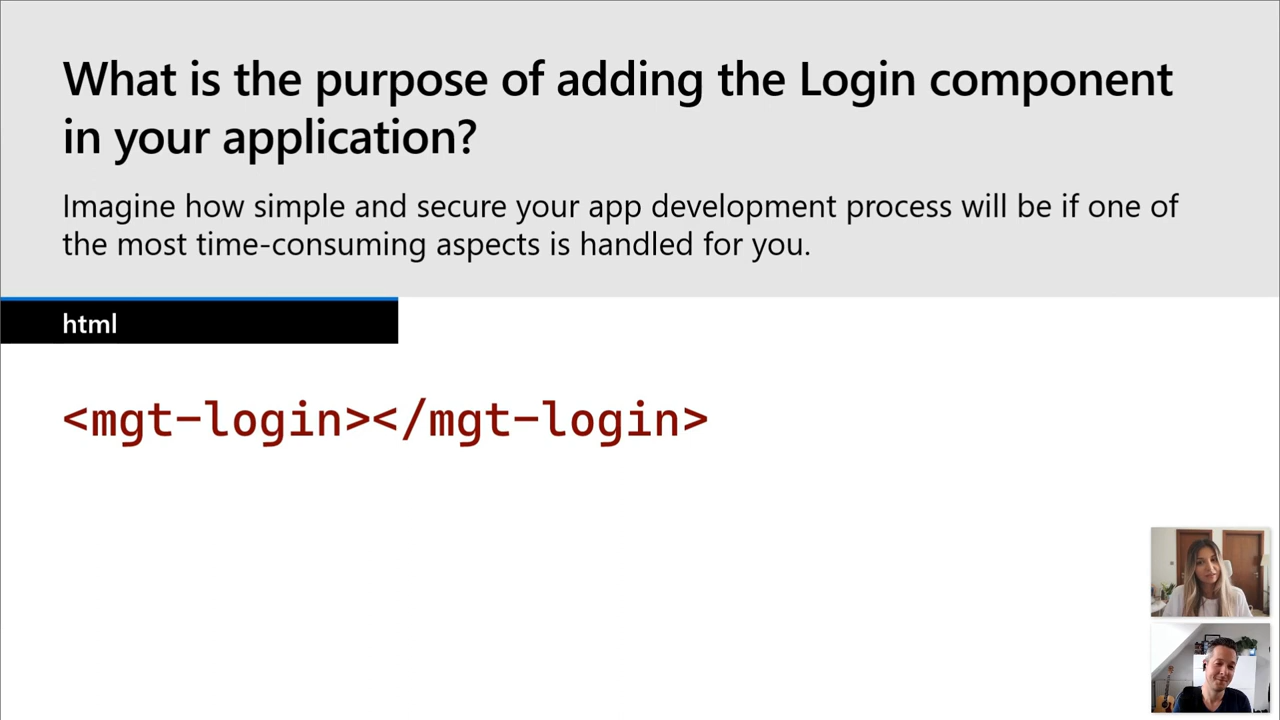 What is the purpose of adding the Login component
in your application?
Imagine how simple and secure your app development process will be if one of
the most time-consuming aspects is handled for you.
html
<mgt-login></mgt-login>